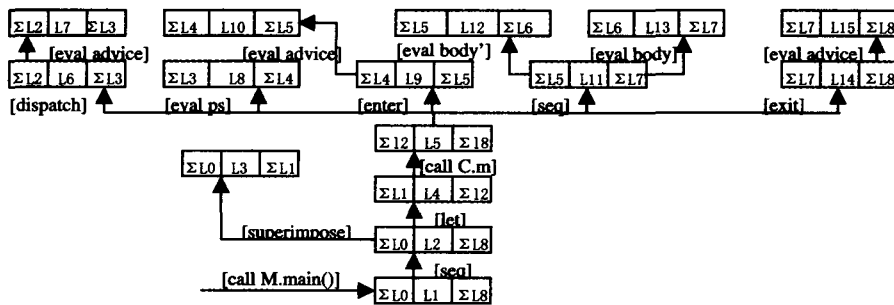 ΣL2 L7 ΣL3 ΣL4 L10 ΣL5 ΣL5 L12 ΣL6 ΣL6 L13 ΣL7 ΣL7 L15 ΣL8
[eval advice] [eval advice] [eval body'] [eval body] [eval advice]
ΣL2 L6 ΣL3 ΣL3 L8 ΣL4 ΣL4 L9 ΣL5 ΣL5 L11 ΣL7 ΣL7 L14 ΣL8
[dispatch] [eval ps] [enter] [seq] [exit]
Σ12 L5 Σ18
[call C.m]
ΣL0 L3 ΣL1
ΣL1 L4 Σ12
[let]
[superimpose] ΣL0 L2 ΣL8
[seq]
[call M.main()] ΣL0 L1 ΣL8